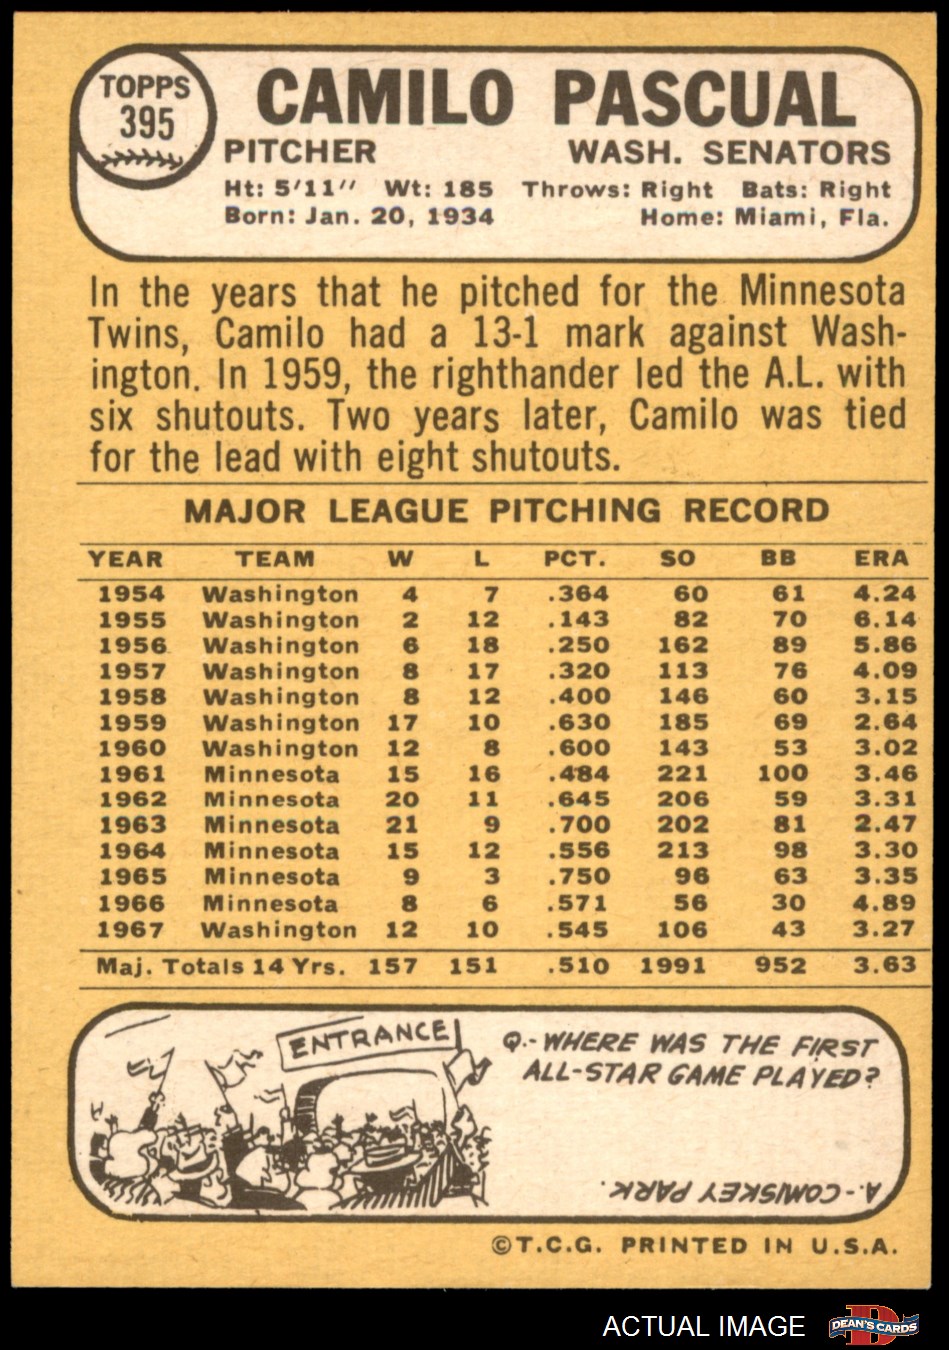 TOPPS
395
CAMILO PASCUAL
PITCHER WASH. SENATORS
Ht: 5'11" Wt: 185 Throws: Right Bats: Right
Born: Jan. 20, 1934 Home: Miami, Fla.
In the years that he pitched for the Minnesota
Twins, Camilo had a 13-1 mark against Wash-
ington. In 1959, the righthander led the A.L. with
six shutouts. Two years later, Camilo was tied
for the lead with eight shutouts.
MAJOR LEAGUE PITCHING RECORD
YEAR TEAM W L PCT. SO BB ERA
1954 Washington 4 7 .364 60 61 4.24
1955 Washington 2 12 .143 82 70 6.14
1956 Washington 6 18 .250 162 89 5.86
1957 Washington 8 17 .320 113 76 4.09
1958 Washington 8 12 .400 146 60 3.15
1959 Washington 17 10 .630 185 69 2.64
1960 Washington 12 8 .600 143 53 3.02
1961 Minnesota 15 16 .484 221 100 3.46
1962 Minnesota 20 11 .645 206 59 3.31
1963 Minnesota 21 9 .700 202 81 2.47
1964 Minnesota 15 12 .556 213 98 3.30
1965 Minnesota 9 3 .750 96 63 3.35
1966 Minnesota 8 6 .571 56 30 4.89
1967 Washington 12 10 .545 106 43 3.27
Maj. Totals 14 Yrs. 157 151 .510 1991 952 3.63
ENTRANCE
Q.-WHERE WAS THE FIRST
ALL-STAR GAME PLAYED?
A.-COMISKEY PARK.
©T.C.G. PRINTED IN U.S.A.
ACTUAL IMAGE
D
DEAN'S CARDS